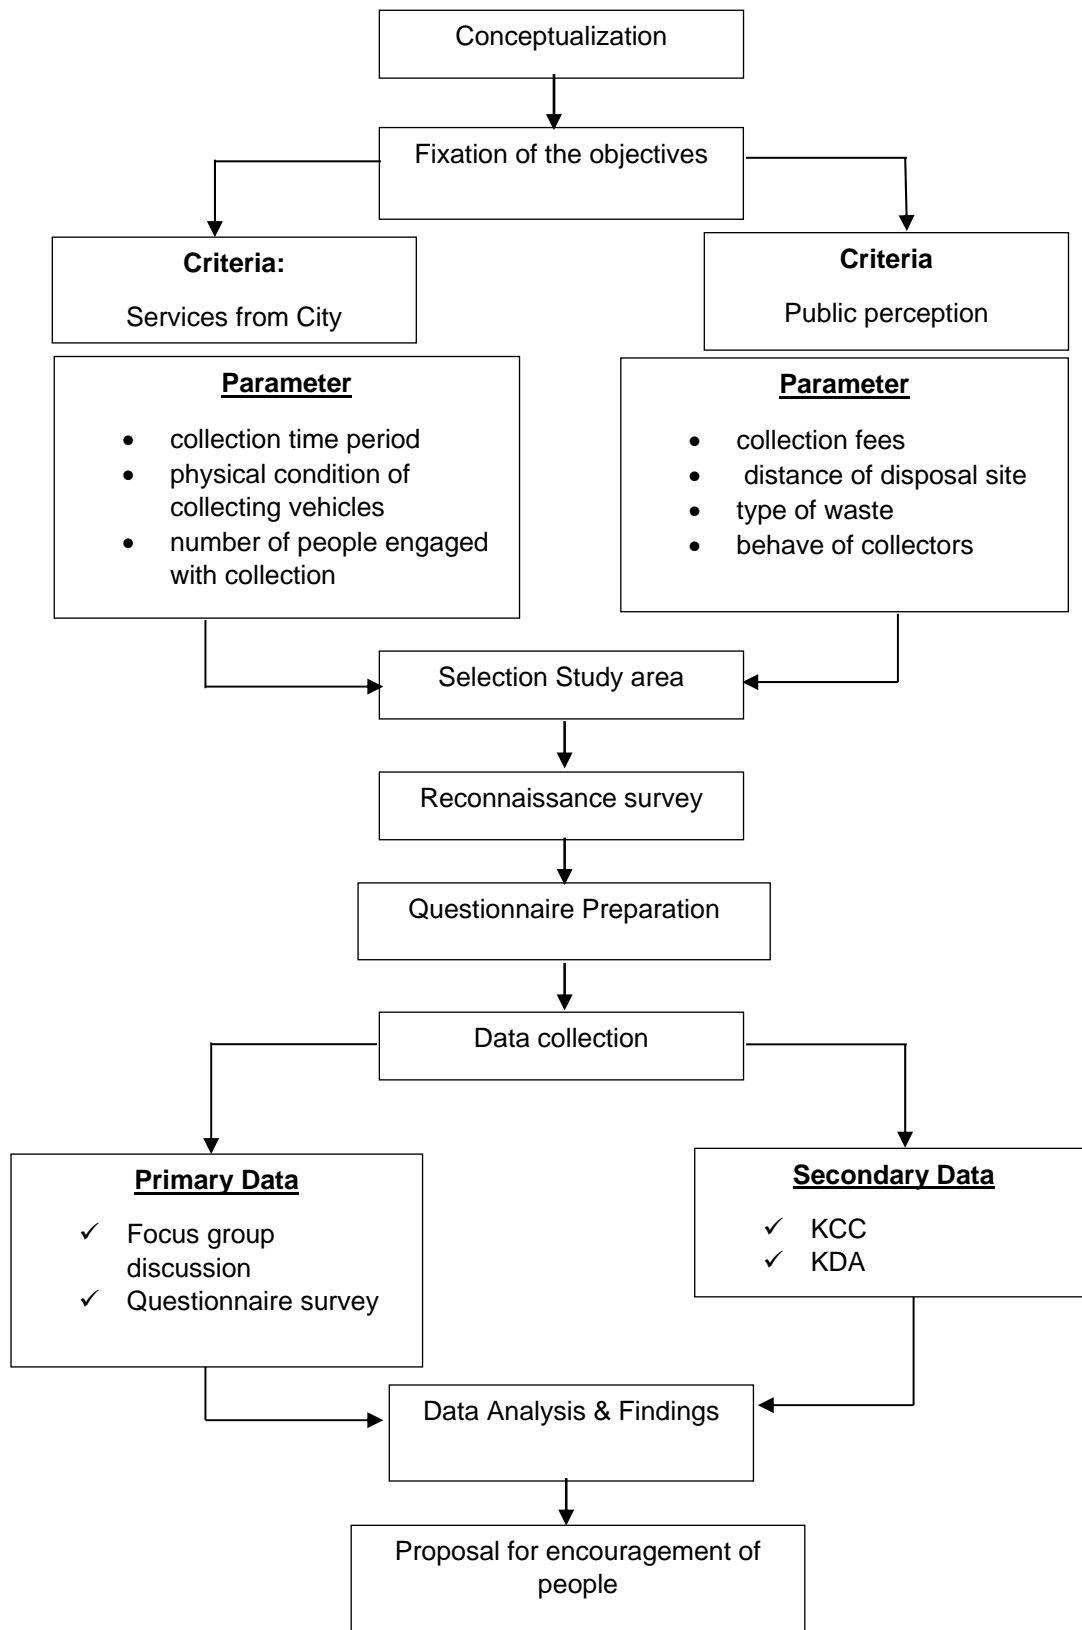 Conceptualization
Fixation of the objectives
Criteria:
Services from City
Criteria
Public perception
Parameter
• collection time period
• physical condition of
collecting vehicles
• number of people engaged
with collection
Parameter
• collection fees
• distance of disposal site
• type of waste
• behave of collectors
Selection Study area
Reconnaissance survey
Questionnaire Preparation
Data collection
Primary Data
✓ Focus group
discussion
✓ Questionnaire survey
Secondary Data
✓ KCC
✓ KDA
Data Analysis & Findings
Proposal for encouragement of
people